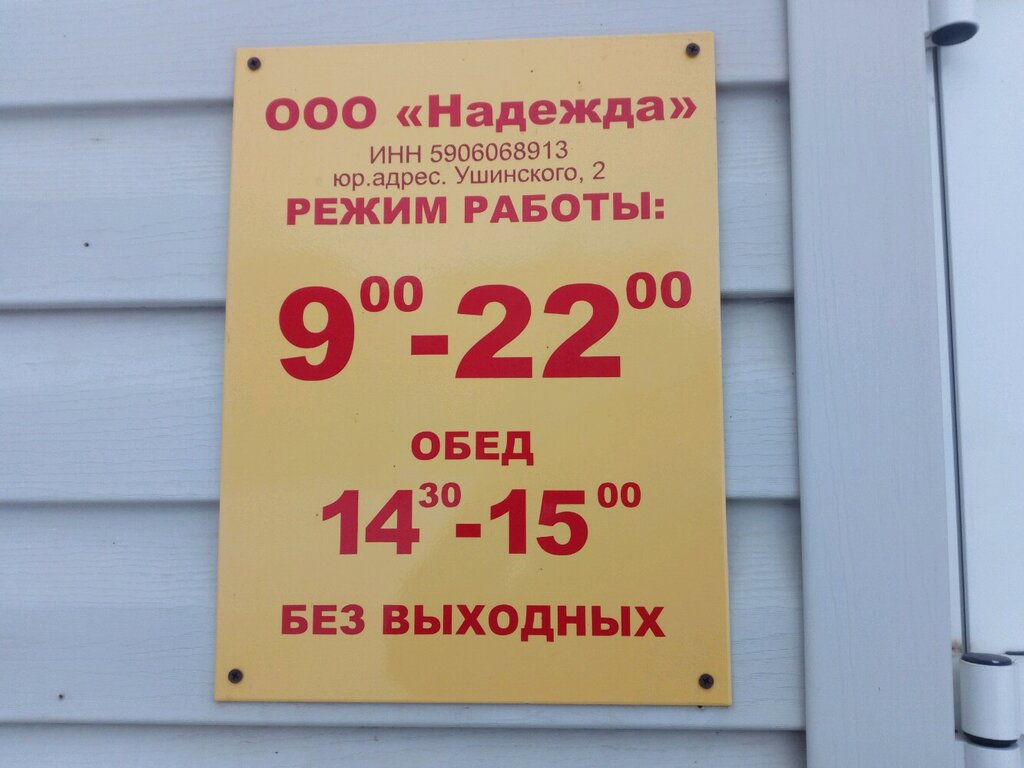 ООО «Надежда»
ИНН 5906068913
юр.адрес. Ушинского, 2
РЕЖИМ РАБОТЫ:
9⁰⁰-22⁰⁰
ОБЕД
14³⁰-15⁰⁰
БЕЗ ВЫХОДНЫХ